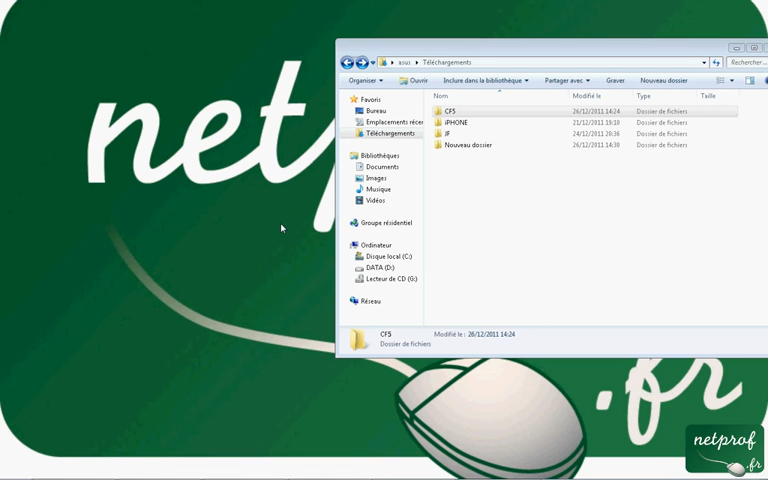 netp
.fr
asus
Téléchargements
Rechercher...
Organiser
Ouvrir
Inclure dans la bibliothèque
Partager avec
Graver
Nouveau dossier
Nom
Modifié le
Type
Taille
Favoris
Bureau
Emplacements récen
Téléchargements
Bibliothèques
Documents
Images
Musique
Vidéos
Groupe résidentiel
Ordinateur
Disque local (C:)
DATA (D:)
Lecteur de CD (G:)
Réseau
CF5 26/12/2011 14:24 Dossier de fichiers
iPHONE 21/12/2011 19:10 Dossier de fichiers
JF 24/12/2011 20:36 Dossier de fichiers
Nouveau dossier 26/12/2011 14:30 Dossier de fichiers
CF5 Modifié le : 26/12/2011 14:24
Dossier de fichiers
netprof
.fr